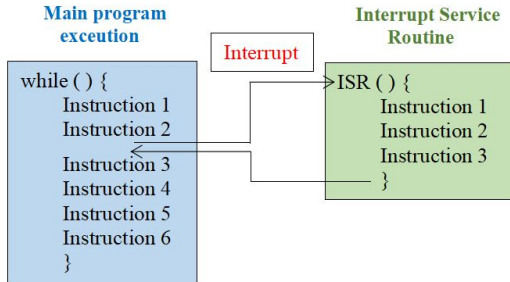 Main program
exceution
Interrupt Service
Routine
Interrupt
while ( ) {
Instruction 1
Instruction 2
Instruction 3
Instruction 4
Instruction 5
Instruction 6
}
ISR ( ) {
Instruction 1
Instruction 2
Instruction 3
}